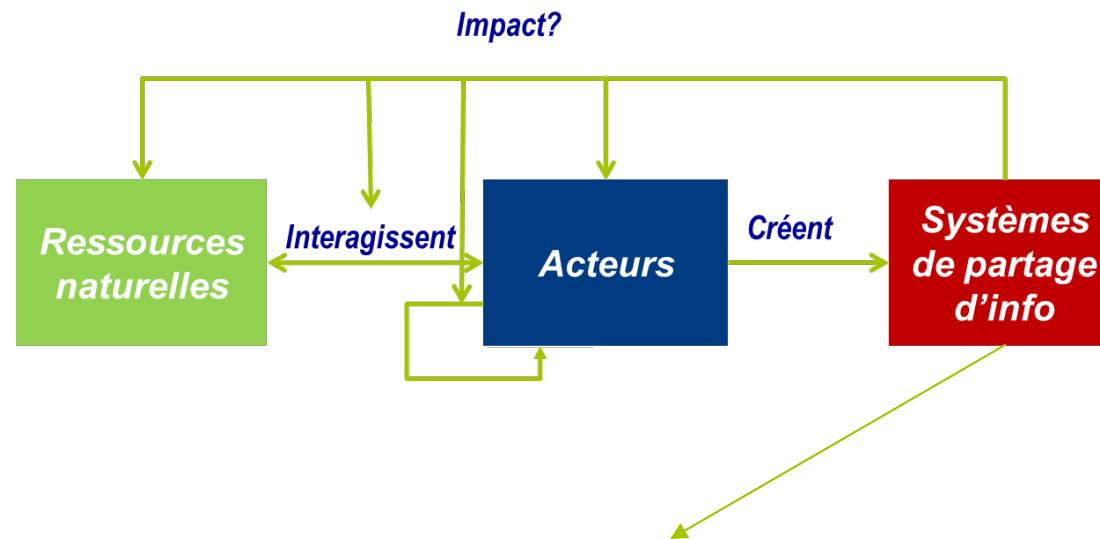 Impact?
Ressources
naturelles
Interagissent
Acteurs
Créent
Systèmes
de partage
d’info